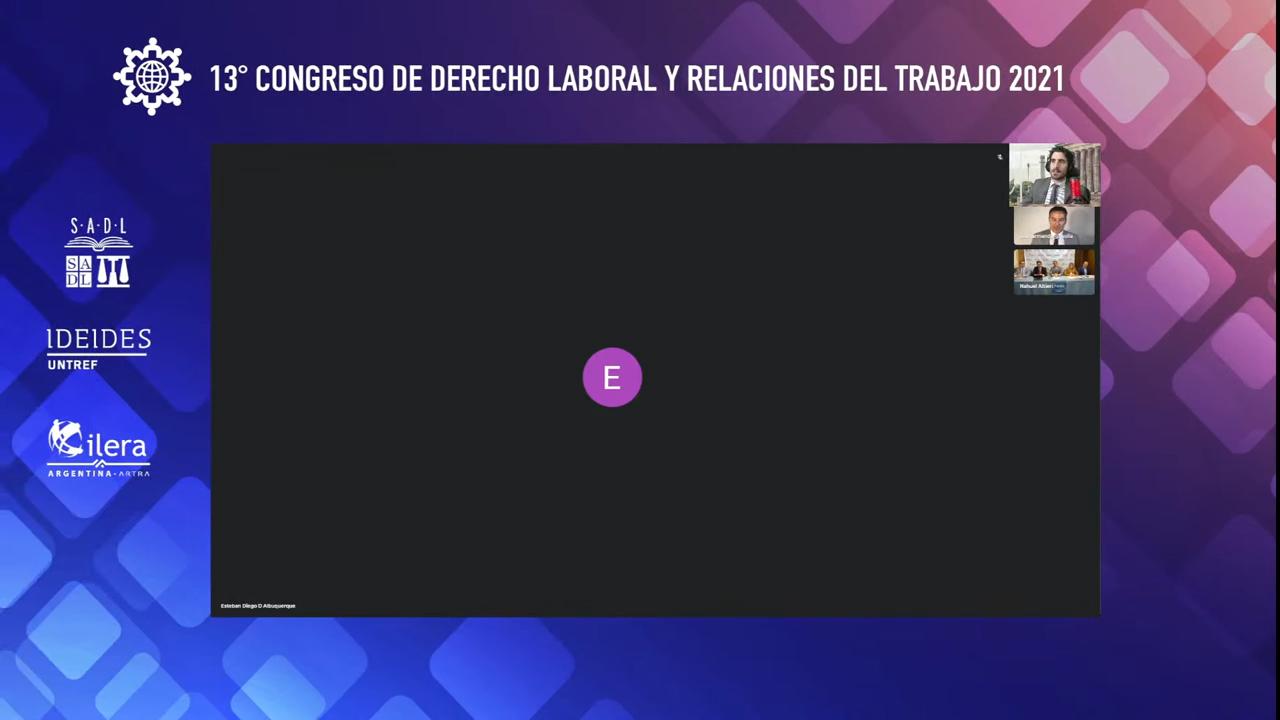 13° CONGRESO DE DERECHO LABORAL Y RELACIONES DEL TRABAJO 2021
S·A·D·L
SA
DL
IDEIDES
UNTREF
ilera
ARGENTINA-ARTRA
E
Nahuel Altieri
Esteban Diego D Albuquerque